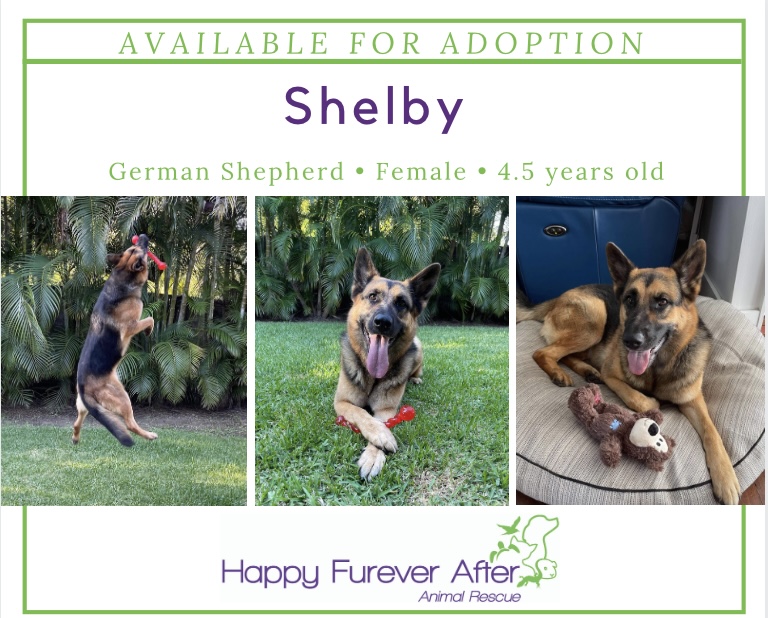 AVAILABLE FOR ADOPTION
Shelby
German Shepherd • Female • 4.5 years old
Happy Furever After
Animal Rescue